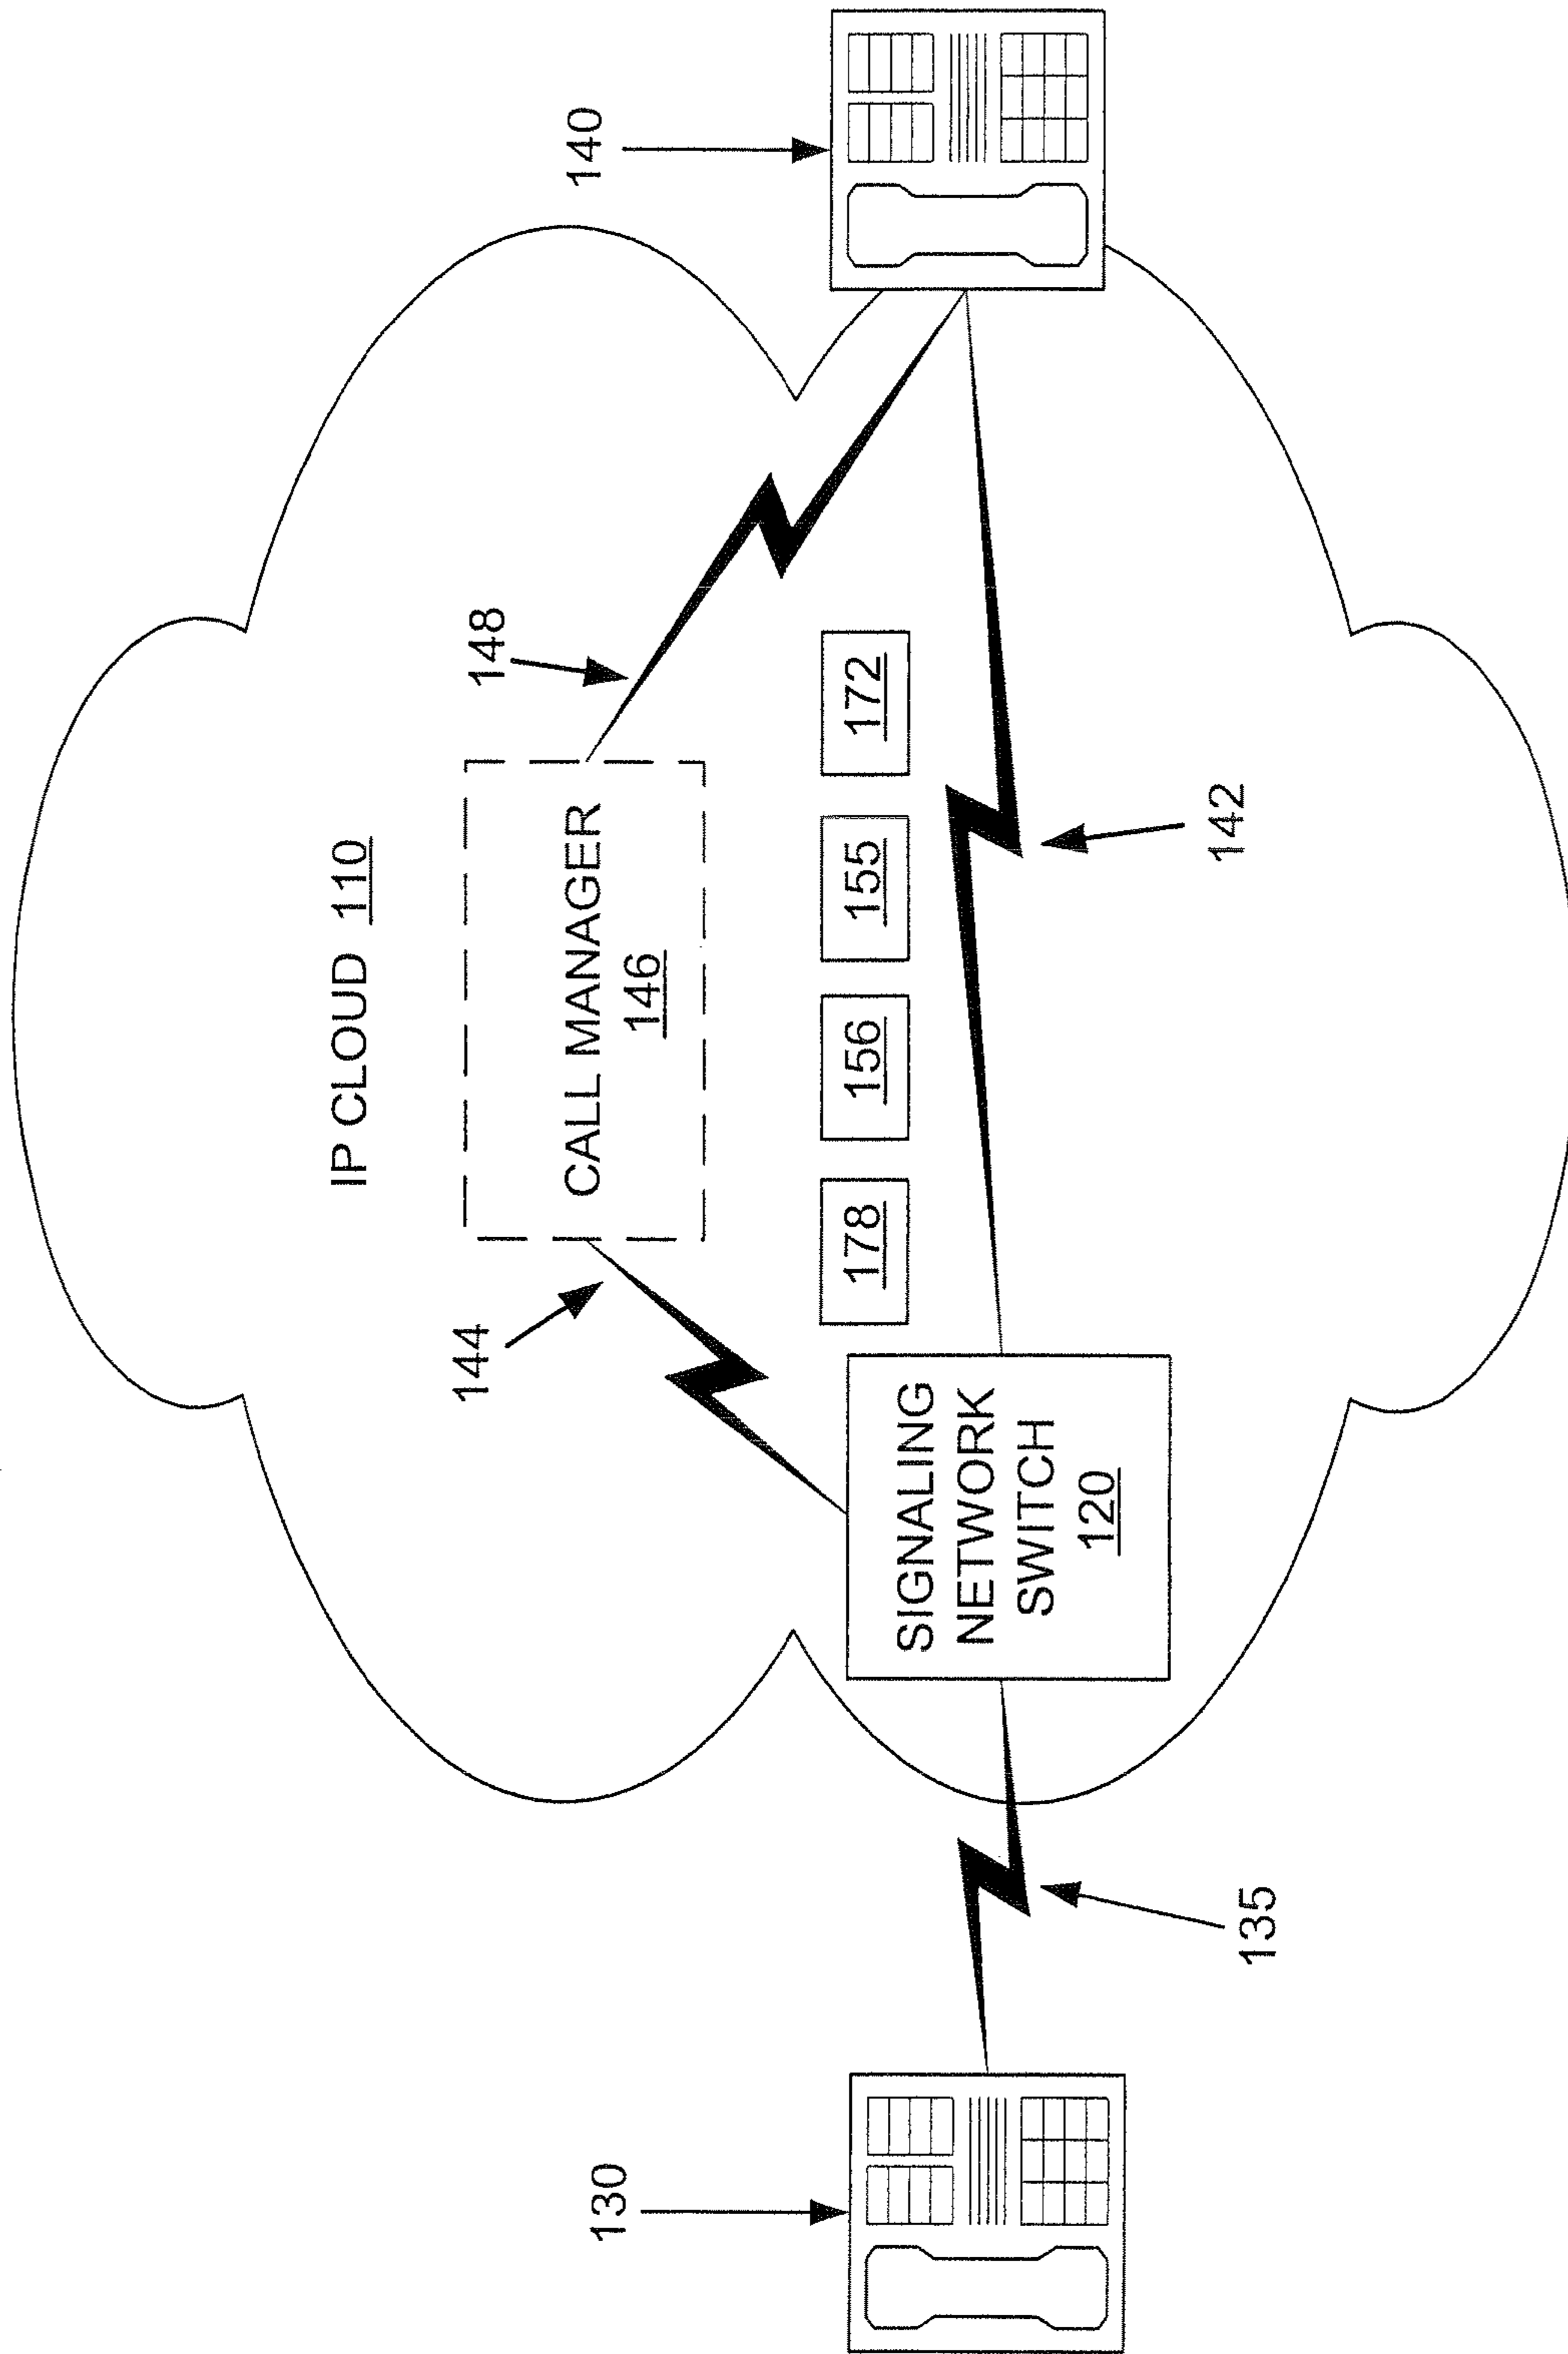 IP CLOUD 110
140
148
144
CALL MANAGER
146
130
178
156
155
172
SIGNALING
NETWORK
SWITCH
120
142
135